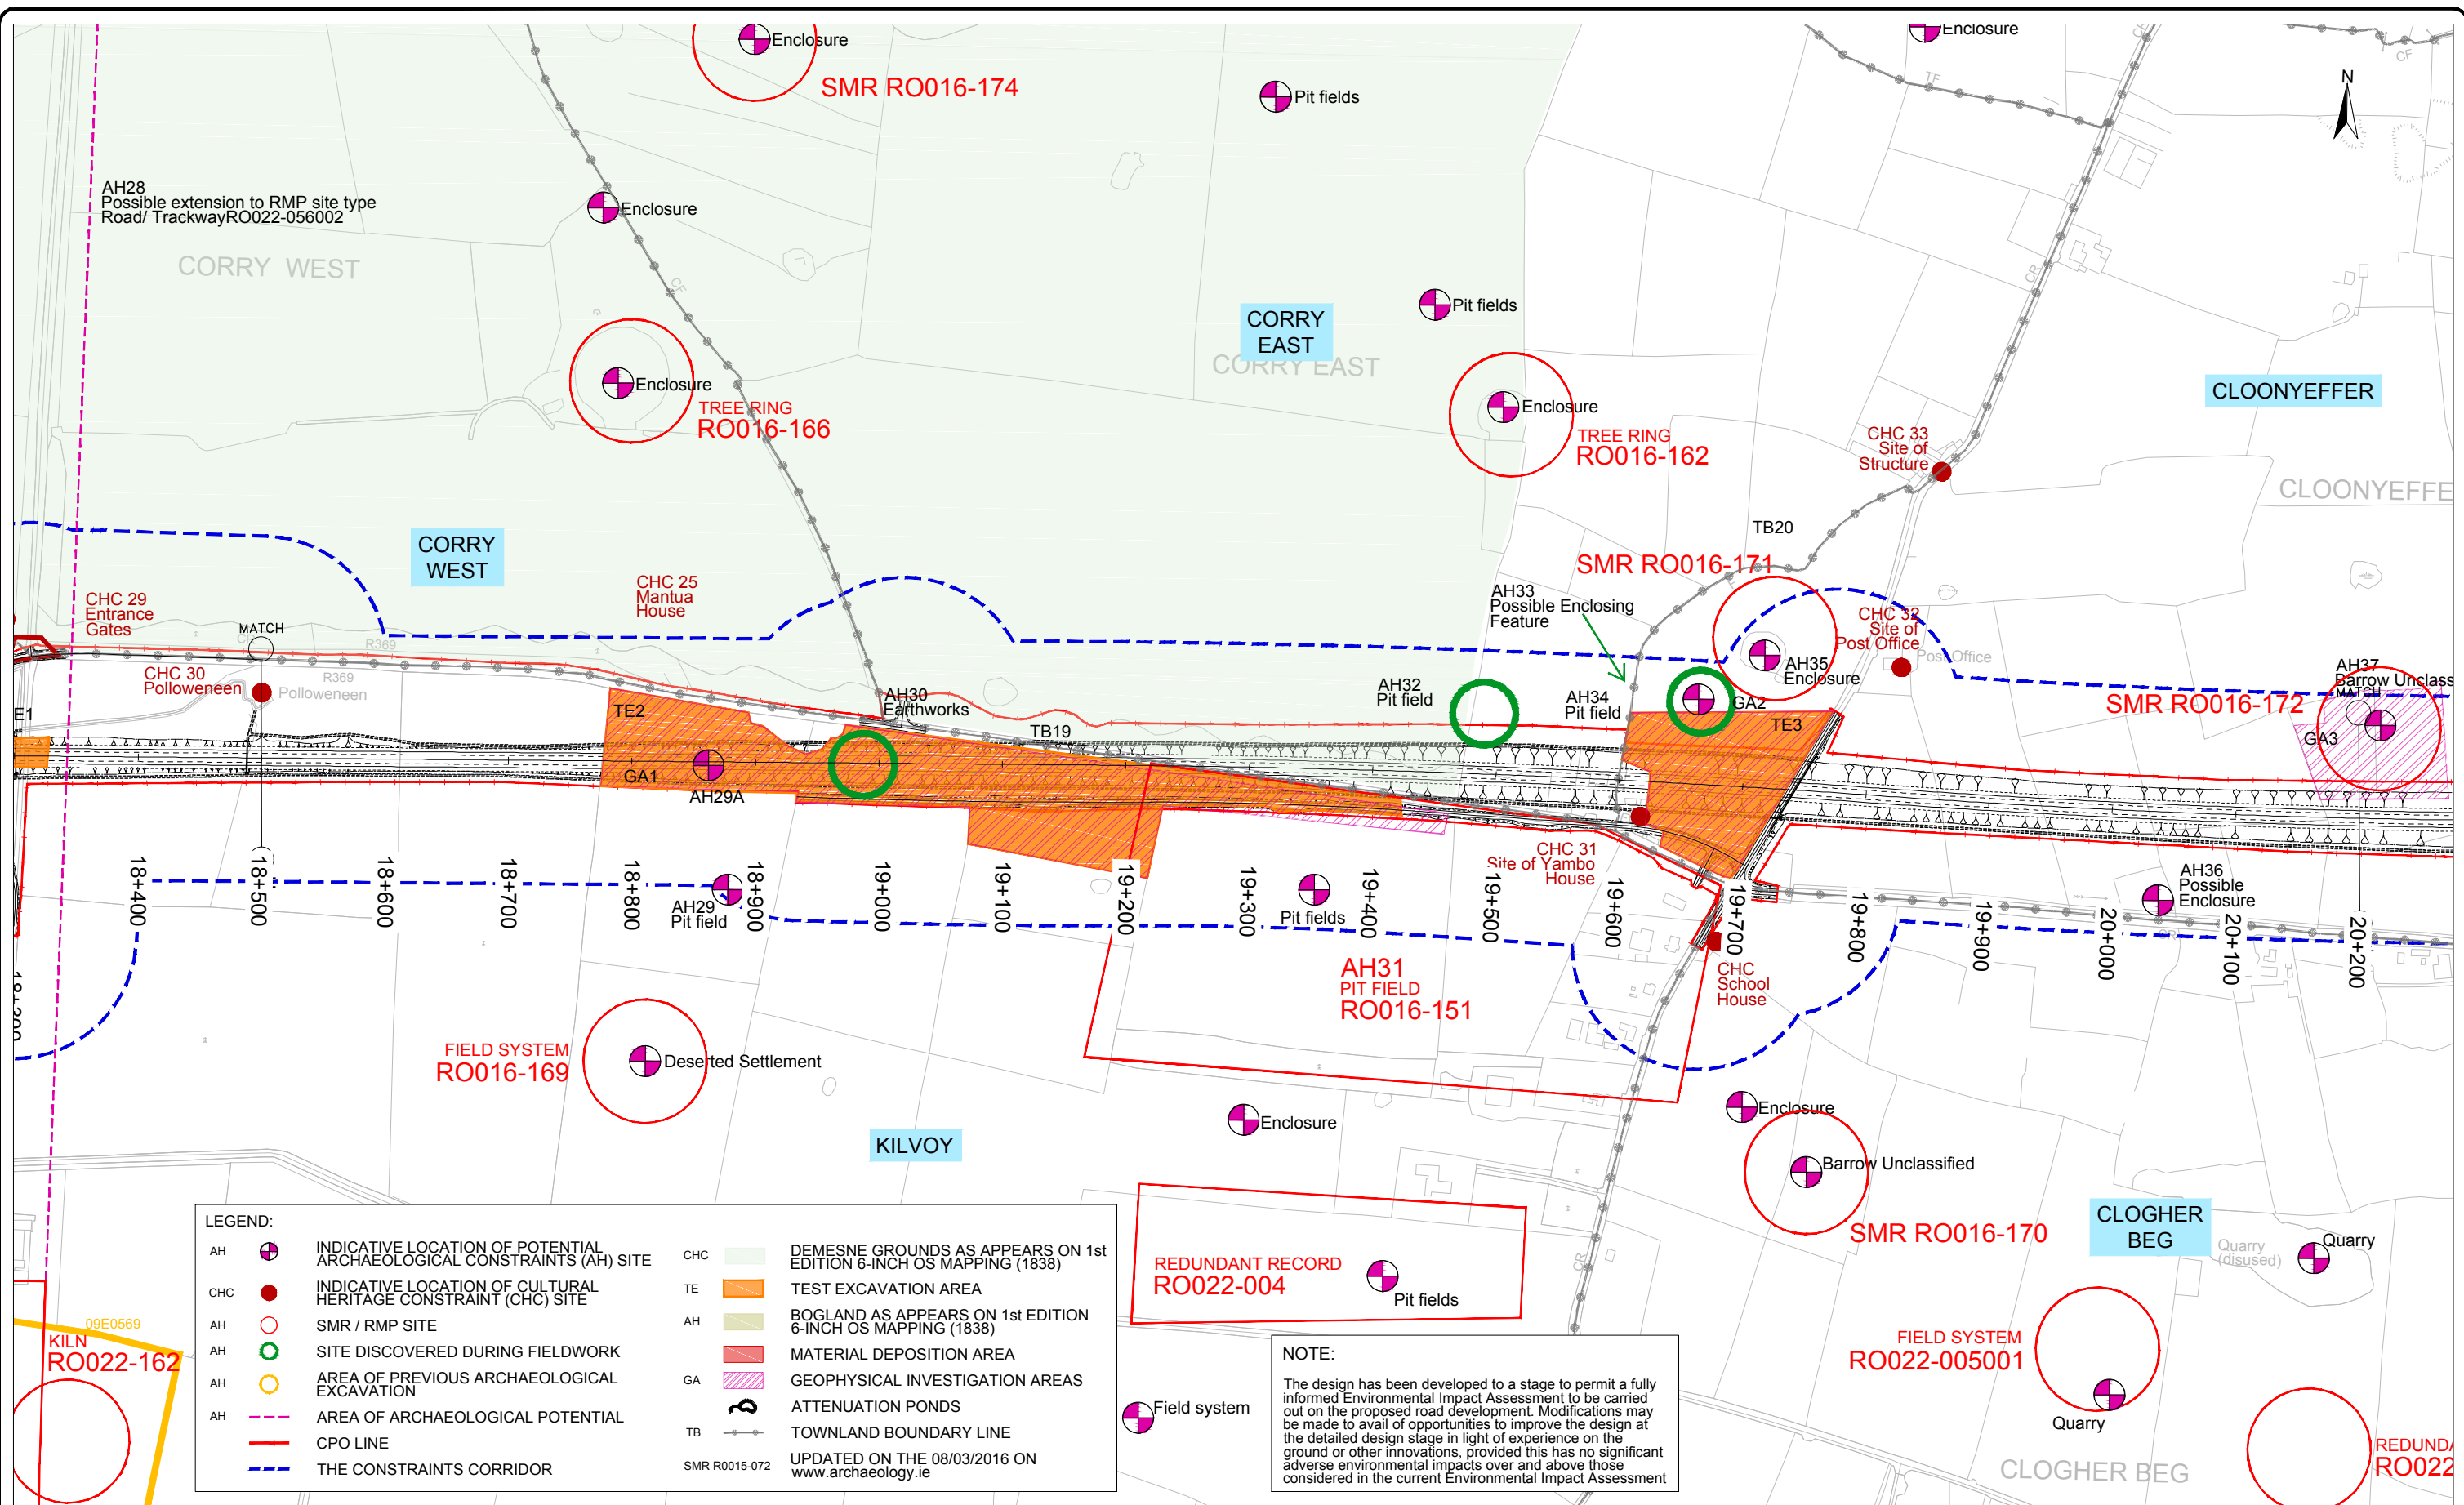 Enclosure
SMR RO016-174
Pit fields
Enclosure
TF
CF
CR
N
AH28
Possible extension to RMP site type
Road/ TrackwayRO022-056002
CORRY WEST
Enclosure
CF
Pit fields
CR
CORRY
EAST
CORRY EAST
Enclosure
TREE RING
RO016-166
Enclosure
TREE RING
RO016-162
CLOONYEFFER
CHC 33
Site of
Structure
CLOONYEFFE
CORRY
WEST
TB20
SMR RO016-171
CHC 25
Mantua
House
CHC 29
Entrance
Gates
MATCH
R369
AH33
Possible Enclosing
Feature
CHC 32
Site of
Post Office
Post Office
AH35
Enclosure
CHC 30
Polloweneen
Polloweneen
R369
AH30
Earthworks
AH32
Pit field
AH34
Pit field
GA2
AH37
Barrow Unclass
MATCH
SMR RO016-172
GA3
E1
TE2
TB19
TE3
GA1
AH29A
18+300
18+400
18+500
18+600
18+700
18+800
18+900
19+000
19+100
19+200
19+300
19+400
19+500
19+600
19+700
19+800
19+900
20+000
20+100
20+200
CHC 31
Site of Yambo
House
AH29
Pit field
Pit fields
AH36
Possible
Enclosure
AH31
PIT FIELD
RO016-151
CHC
School
House
FIELD SYSTEM
RO016-169
Deserted Settlement
Enclosure
Enclosure
KILVOY
Barrow Unclassified
SMR RO016-170
CLOGHER
BEG
Quarry
(disused)
Quarry
REDUNDANT RECORD
RO022-004
Pit fields
CR
09E0569
KILN
RO022-162
FIELD SYSTEM
RO022-005001
Quarry
Field system
CLOGHER BEG
REDUNDA
RO022
LEGEND:
AH INDICATIVE LOCATION OF POTENTIAL
ARCHAEOLOGICAL CONSTRAINTS (AH) SITE
CHC INDICATIVE LOCATION OF CULTURAL
HERITAGE CONSTRAINT (CHC) SITE
AH SMR / RMP SITE
AH SITE DISCOVERED DURING FIELDWORK
AH AREA OF PREVIOUS ARCHAEOLOGICAL
EXCAVATION
AH AREA OF ARCHAEOLOGICAL POTENTIAL
CPO LINE
THE CONSTRAINTS CORRIDOR
CHC DEMESNE GROUNDS AS APPEARS ON 1st
EDITION 6-INCH OS MAPPING (1838)
TE TEST EXCAVATION AREA
AH BOGLAND AS APPEARS ON 1st EDITION
6-INCH OS MAPPING (1838)
MATERIAL DEPOSITION AREA
GA GEOPHYSICAL INVESTIGATION AREAS
ATTENUATION PONDS
TB TOWNLAND BOUNDARY LINE
SMR R0015-072 UPDATED ON THE 08/03/2016 ON
www.archaeology.ie
NOTE:
The design has been developed to a stage to permit a fully
informed Environmental Impact Assessment to be carried
out on the proposed road development. Modifications may
be made to avail of opportunities to improve the design at
the detailed design stage in light of experience on the
ground or other innovations, provided this has no significant
adverse environmental impacts over and above those
considered in the current Environmental Impact Assessment